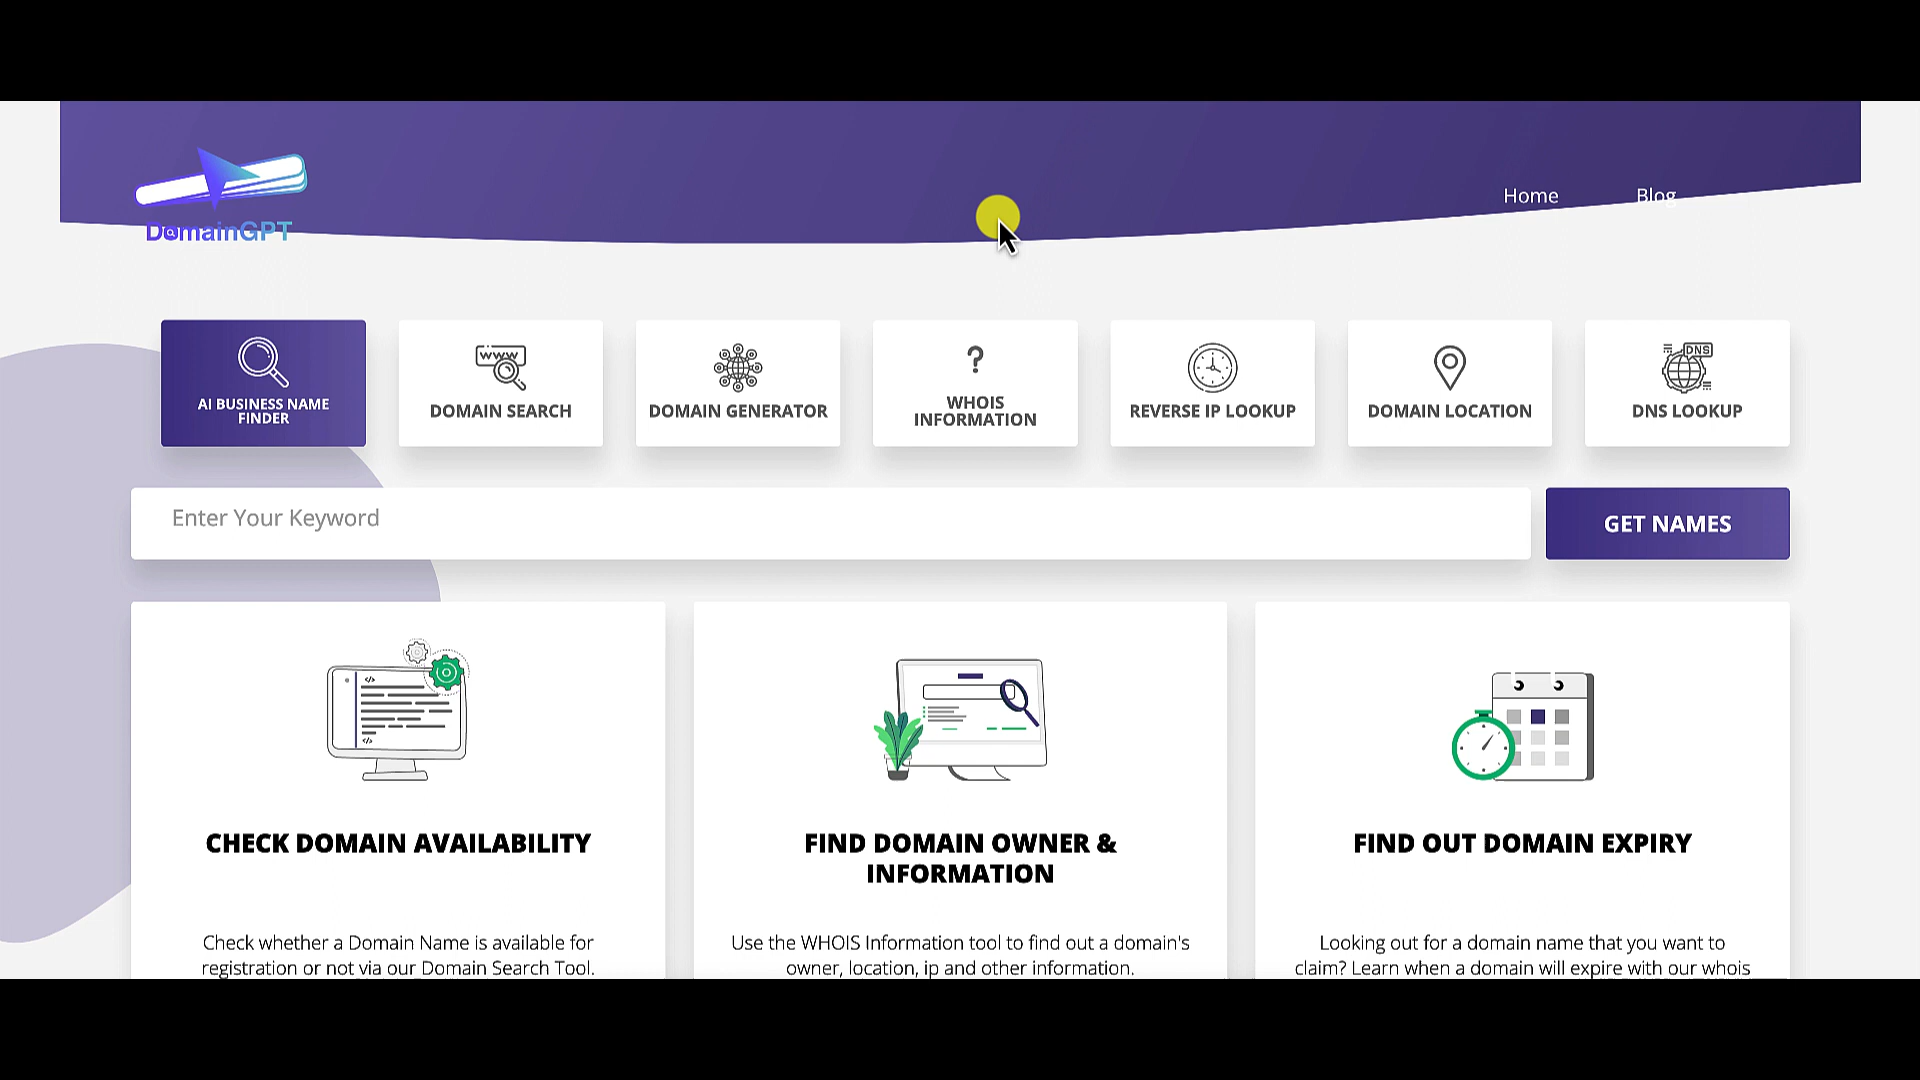 DomainGPT
Home
Blog
AI BUSINESS NAME
FINDER
WWW
DOMAIN SEARCH
DOMAIN GENERATOR
?
WHOIS
INFORMATION
REVERSE IP LOOKUP
DOMAIN LOCATION
DNS
DNS LOOKUP
Enter Your Keyword
GET NAMES
</>
</>
CHECK DOMAIN AVAILABILITY
Check whether a Domain Name is available for
registration or not via our Domain Search Tool.
FIND DOMAIN OWNER &
INFORMATION
Use the WHOIS Information tool to find out a domain's
owner, location, ip and other information.
FIND OUT DOMAIN EXPIRY
Looking out for a domain name that you want to
claim? Learn when a domain will expire with our whois